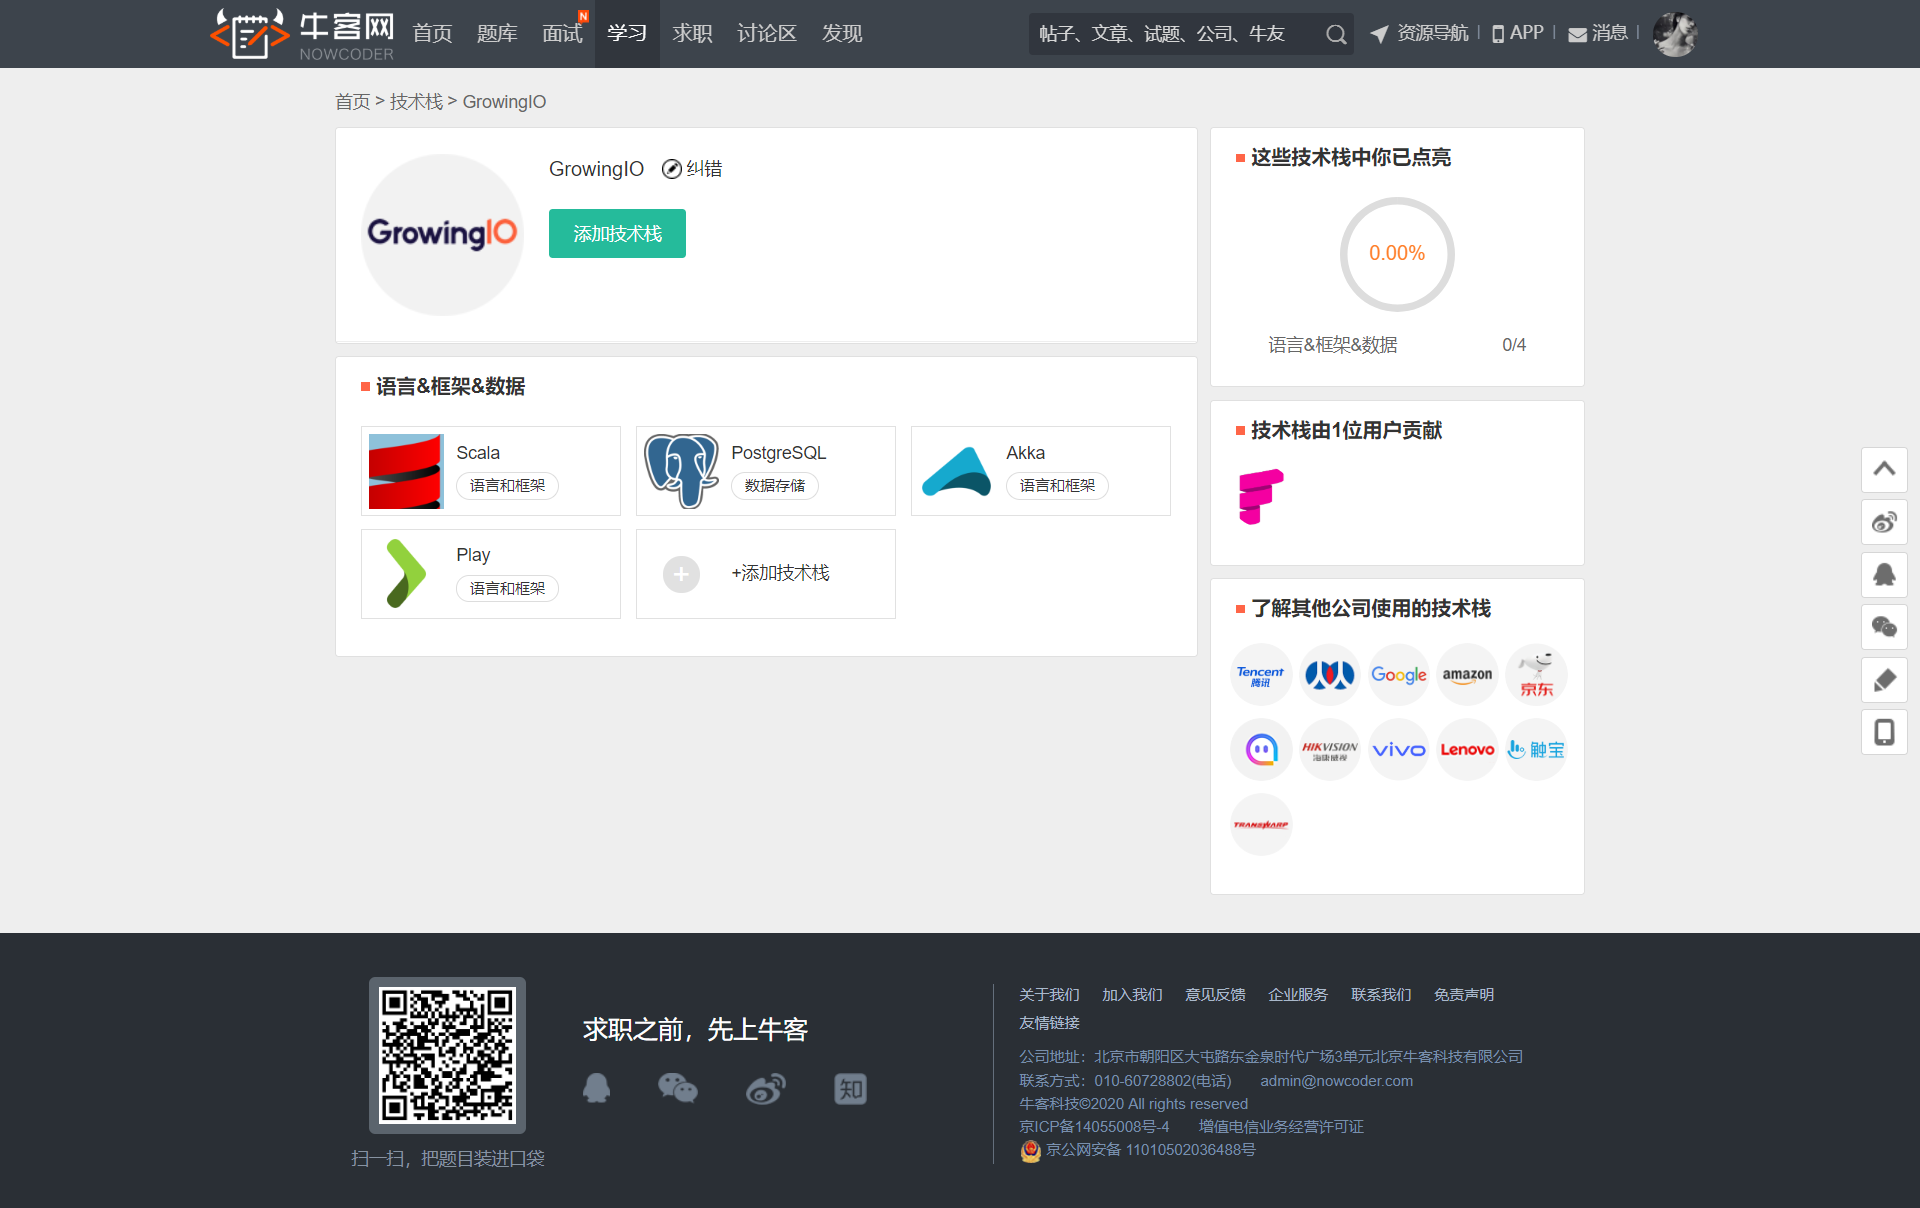 牛客网
NOWCODER
首页 题库 面试 N 学习 求职 讨论区 发现
帖子、文章、试题、公司、牛友
资源导航 APP 消息
首页 > 技术栈 > GrowingIO
GrowingIO
GrowingIO 纠错
添加技术栈
语言&框架&数据
Scala
语言和框架
PostgreSQL
数据存储
Akka
语言和框架
Play
语言和框架
+添加技术栈
这些技术栈中你已点亮
0.00%
语言&框架&数据 0/4
技术栈由1位用户贡献
了解其他公司使用的技术栈
Tencent
腾讯
Google
amazon
京东
HIKVISION
海康威视
vivo
Lenovo
触宝
TRANSWARP
求职之前，先上牛客
知
扫一扫，把题目装进口袋
关于我们 加入我们 意见反馈 企业服务 联系我们 免责声明
友情链接
公司地址：北京市朝阳区大屯路东金泉时代广场3单元北京牛客科技有限公司
联系方式：010-60728802(电话) admin@nowcoder.com
牛客科技©2020 All rights reserved
京ICP备14055008号-4 增值电信业务经营许可证
京公网安备 11010502036488号